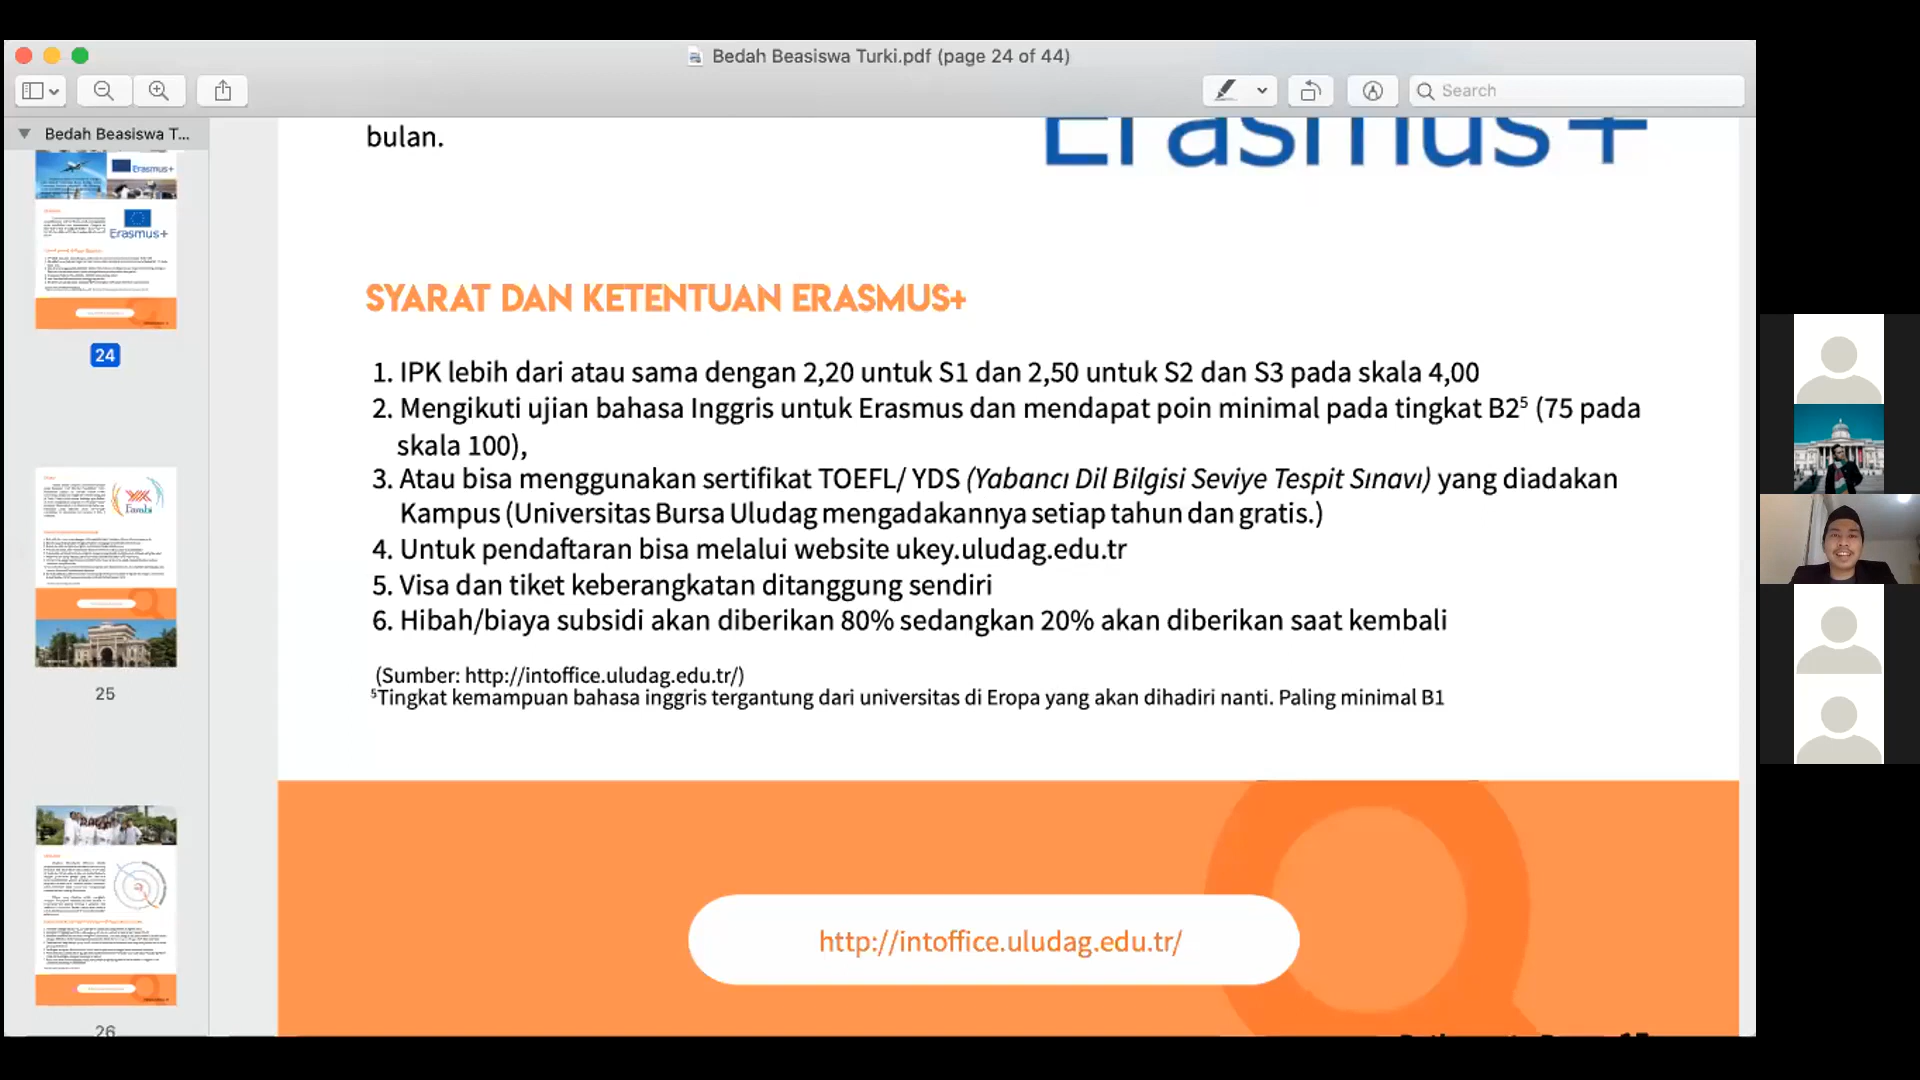 Bedah Beasiswa Turki.pdf (page 24 of 44)
Search
Bedah Beasiswa T...
Erasmus+
Erasmus+
24
Farabi
25
26
bulan.
Erasmus+
SYARAT DAN KETENTUAN ERASMUS+
1. IPK lebih dari atau sama dengan 2,20 untuk S1 dan 2,50 untuk S2 dan S3 pada skala 4,00
2. Mengikuti ujian bahasa Inggris untuk Erasmus dan mendapat poin minimal pada tingkat B2⁵ (75 pada
skala 100),
3. Atau bisa menggunakan sertifikat TOEFL/ YDS (Yabancı Dil Bilgisi Seviye Tespit Sınavıı) yang diadakan
Kampus (Universitas Bursa Uludag mengadakannya setiap tahun dan gratis.)
4. Untuk pendaftaran bisa melalui website ukey.uludag.edu.tr
5. Visa dan tiket keberangkatan ditanggung sendiri
6. Hibah/biaya subsidi akan diberikan 80% sedangkan 20% akan diberikan saat kembali
(Sumber: http://intoffice.uludag.edu.tr/)
⁵Tingkat kemampuan bahasa inggris tergantung dari universitas di Eropa yang akan dihadiri nanti. Paling minimal B1
http://intoffice.uludag.edu.tr/